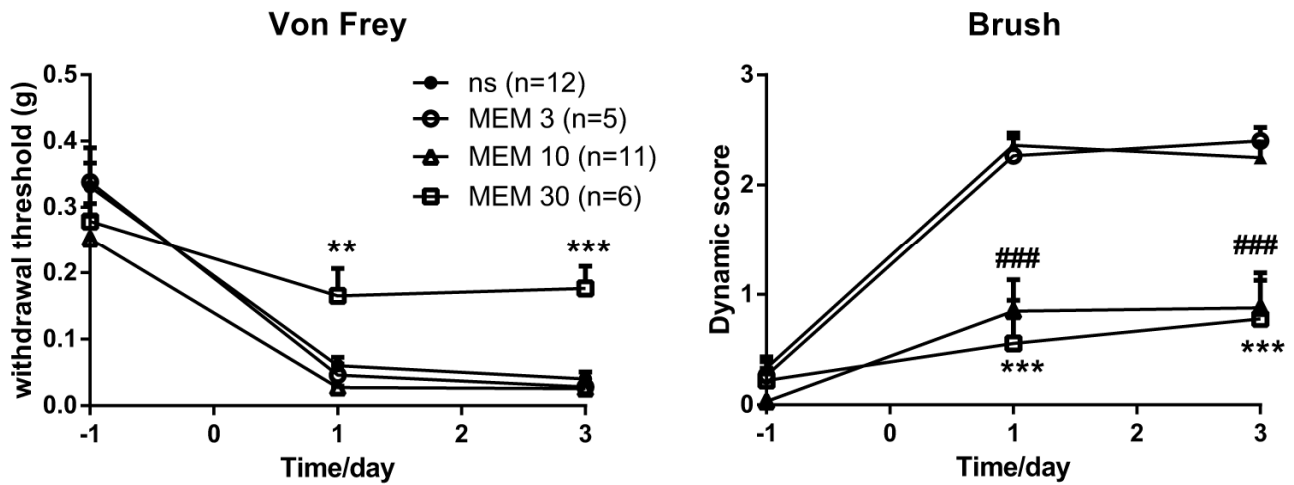 Von Frey
withdrawal threshold (g)
0.5
0.4
0.3
0.2
0.1
0.0
-1
0
1
2
3
Time/day
ns (n=12)
MEM 3 (n=5)
MEM 10 (n=11)
MEM 30 (n=6)
**
***
Brush
Dynamic score
3
2
1
0
-1
0
1
2
3
Time/day
###
###
***
***